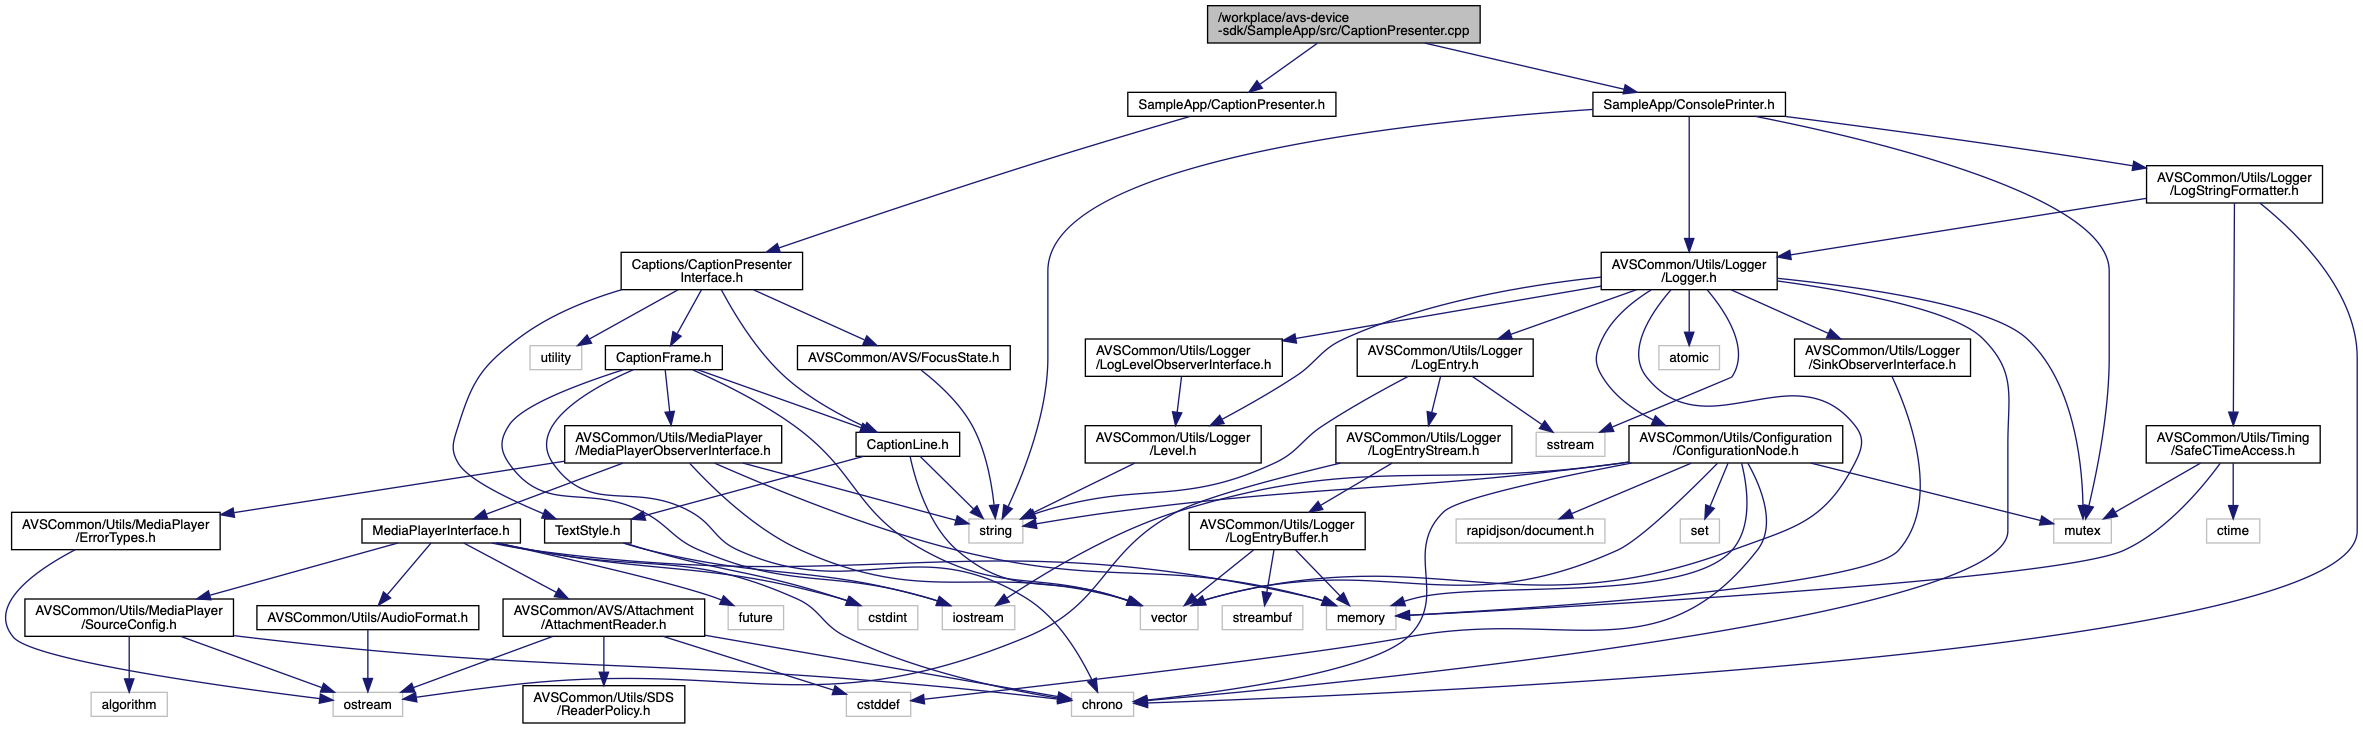 /workplace/avs-device
-sdk/SampleApp/src/CaptionPresenter.cpp
SampleApp/CaptionPresenter.h
SampleApp/ConsolePrinter.h
AVSCommon/Utils/Logger
/LogStringFormatter.h
Captions/CaptionPresenter
Interface.h
AVSCommon/Utils/Logger
/Logger.h
utility
CaptionFrame.h
AVSCommon/AVS/FocusState.h
AVSCommon/Utils/Logger
/LogLevelObserverInterface.h
AVSCommon/Utils/Logger
/LogEntry.h
atomic
AVSCommon/Utils/Logger
/SinkObserverInterface.h
AVSCommon/Utils/MediaPlayer
/MediaPlayerObserverInterface.h
CaptionLine.h
AVSCommon/Utils/Logger
/Level.h
AVSCommon/Utils/Logger
/LogEntryStream.h
sstream
AVSCommon/Utils/Configuration
/ConfigurationNode.h
AVSCommon/Utils/Timing
/SafeCTimeAccess.h
AVSCommon/Utils/MediaPlayer
/ErrorTypes.h
MediaPlayerInterface.h
TextStyle.h
string
AVSCommon/Utils/Logger
/LogEntryBuffer.h
rapidjson/document.h
set
mutex
ctime
AVSCommon/Utils/MediaPlayer
/SourceConfig.h
AVSCommon/Utils/AudioFormat.h
AVSCommon/AVS/Attachment
/AttachmentReader.h
future
cstdint
iostream
vector
streambuf
memory
algorithm
ostream
AVSCommon/Utils/SDS
/ReaderPolicy.h
cstddef
chrono